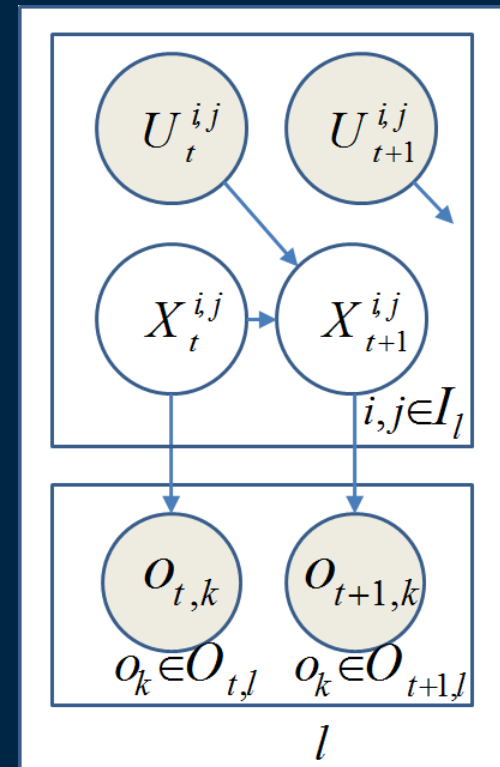 U_t^{i,j} U_{t+1}^{i,j}
X_t^{i,j} X_{t+1}^{i,j}
i,j∈I_l
o_{t,k} o_{t+1,k}
o_k∈O_{t,l} o_k∈O_{t+1,l}
l